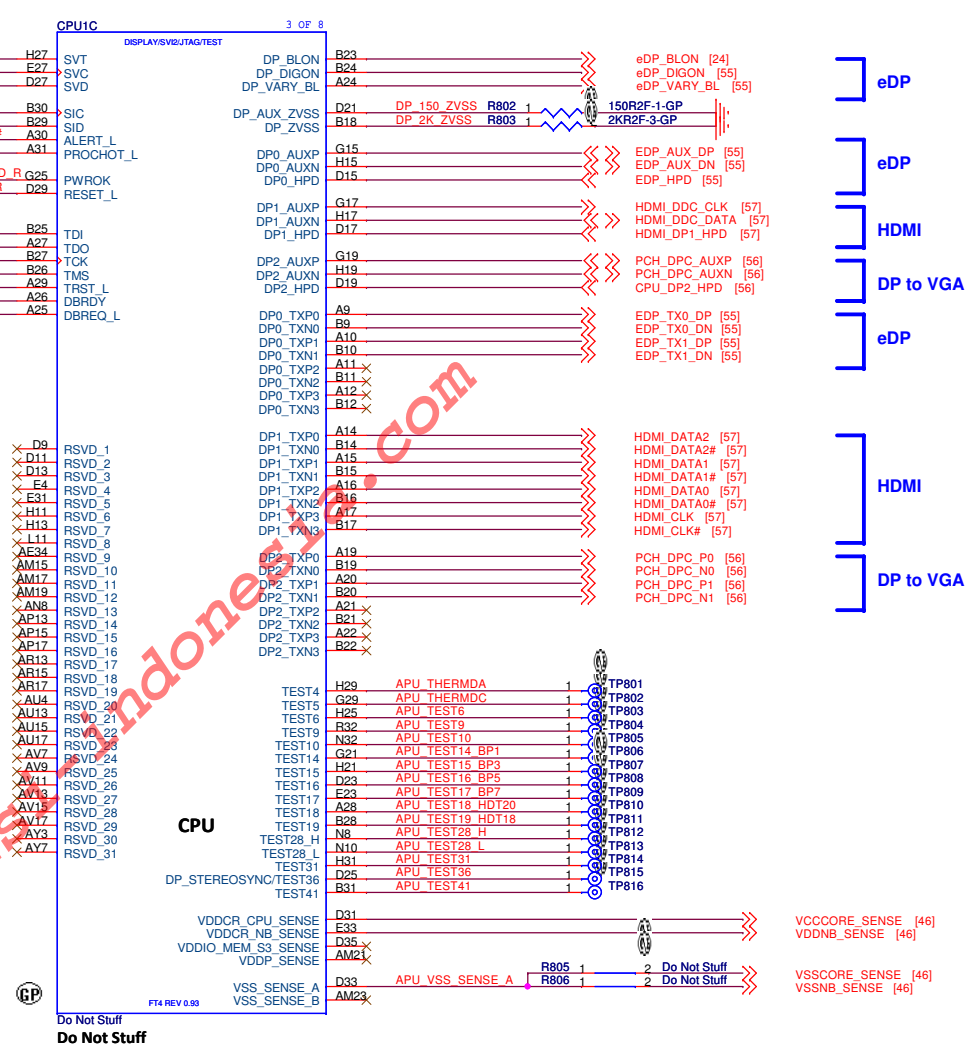 CPU1C 3 OF 8
DISPLAY/SVI2/JTAG/TEST
H27 SVT DP_BLON B23 eDP_BLON [24]
E27 SVC DP_DIGON B24 eDP_DIGON [55]
D27 SVD DP_VARY_BL A24 eDP_VARY_BL [55]
eDP
B30 SIC DP_AUX_ZVSS D21 DP_150_ZVSS R802 1 150R2F-1-GP
B29 SID DP_ZVSS B18 DP_2K_ZVSS R803 1 2KR2F-3-GP
A30 ALERT_L
A31 PROCHOT_L DP0_AUXP G15 EDP_AUX_DP [55]
DP0_AUXN H15 EDP_AUX_DN [55]
G25 PWROK DP0_HPD D15 EDP_HPD [55]
eDP
D29 RESET_L
DP1_AUXP G17 HDMI_DDC_CLK [57]
DP1_AUXN H17 HDMI_DDC_DATA [57]
B25 TDI DP1_HPD D17 HDMI_DP1_HPD [57]
HDMI
A27 TDO
B27 TCK DP2_AUXP G19 PCH_DPC_AUXP [56]
B26 TMS DP2_AUXN H19 PCH_DPC_AUXN [56]
A29 TRST_L DP2_HPD D19 CPU_DP2_HPD [56]
DP to VGA
A26 DBRDY
A25 DBREQ_L DP0_TXP0 A9 EDP_TX0_DP [55]
DP0_TXN0 B9 EDP_TX0_DN [55]
DP0_TXP1 A10 EDP_TX1_DP [55]
DP0_TXN1 B10 EDP_TX1_DN [55]
eDP
DP0_TXP2 A11
DP0_TXN2 B11
DP0_TXP3 A12
DP0_TXN3 B12
DP1_TXP0 A14 HDMI_DATA2 [57]
D9 RSVD_1 DP1_TXN0 B14 HDMI_DATA2# [57]
D11 RSVD_2 DP1_TXP1 A15 HDMI_DATA1 [57]
D13 RSVD_3 DP1_TXN1 B15 HDMI_DATA1# [57]
E4 RSVD_4 DP1_TXP2 A16 HDMI_DATA0 [57]
E31 RSVD_5 DP1_TXN2 B16 HDMI_DATA0# [57]
H11 RSVD_6 DP1_TXP3 A17 HDMI_CLK [57]
H13 RSVD_7 DP1_TXN3 B17 HDMI_CLK# [57]
HDMI
L11 RSVD_8
AE34 RSVD_9 DP2_TXP0 A19 PCH_DPC_P0 [56]
AM15 RSVD_10 DP2_TXN0 B19 PCH_DPC_N0 [56]
AM17 RSVD_11 DP2_TXP1 A20 PCH_DPC_P1 [56]
AM19 RSVD_12 DP2_TXN1 B20 PCH_DPC_N1 [56]
DP to VGA
AN8 RSVD_13 DP2_TXP2 A21
AP13 RSVD_14 DP2_TXN2 B21
AP15 RSVD_15 DP2_TXP3 A22
AP17 RSVD_16 DP2_TXN3 B22
AR13 RSVD_17
AR15 RSVD_18
AR17 RSVD_19 TEST4 H29 APU_THERMDA 1 TP801
AU4 RSVD_20 TEST5 G29 APU_THERMDC 1 TP802
AU13 RSVD_21 TEST6 H25 APU_TEST6 1 TP803
AU15 RSVD_22 TEST9 R32 APU_TEST9 1 TP804
AU17 RSVD_23 TEST10 N32 APU_TEST10 1 TP805
AV7 RSVD_24 TEST14 G21 APU_TEST14_BP1 1 TP806
AV9 RSVD_25 TEST15 H21 APU_TEST15_BP3 1 TP807
AV11 RSVD_26 TEST16 D23 APU_TEST16_BP5 1 TP808
AV13 RSVD_27 TEST17 E23 APU_TEST17_BP7 1 TP809
AV15 RSVD_28 TEST18 A28 APU_TEST18_HDT20 1 TP810
AV17 RSVD_29 TEST19 B28 APU_TEST19_HDT18 1 TP811
AY3 RSVD_30 TEST28_H N8 APU_TEST28_H 1 TP812
AY7 RSVD_31 TEST28_L N10 APU_TEST28_L 1 TP813
CPU
TEST31 H31 APU_TEST31 1 TP814
DP_STEREOSYNC/TEST36 D25 APU_TEST36 1 TP815
TEST41 B31 APU_TEST41 1 TP816
VDDCR_CPU_SENSE D31 VCCCORE_SENSE [46]
VDDCR_NB_SENSE E33 VDDNB_SENSE [46]
VDDIO_MEM_S3_SENSE D35
VDDP_SENSE AM21
R805 1 2 Do Not Stuff VSSCORE_SENSE [46]
VSS_SENSE_A D33 APU_VSS_SENSE_A R806 1 2 Do Not Stuff VSSNB_SENSE [46]
VSS_SENSE_B AM23
GP
FT4 REV 0.93
Do Not Stuff
Do Not Stuff
si-indonesia.com